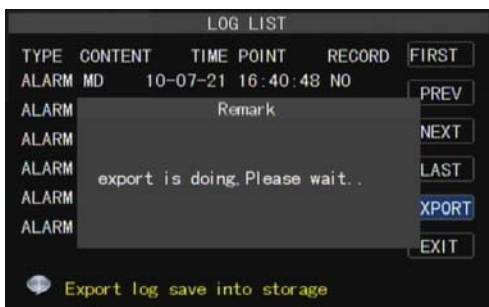 LOG LIST
TYPE CONTENT TIME POINT RECORD FIRST
ALARM MD 10-07-21 16:40:48 NO
PREV
ALARM Remark
ALARM NEXT
ALARM export is doing,Please wait.. LAST
ALARM XPORT
ALARM
EXIT
Export log save into storage